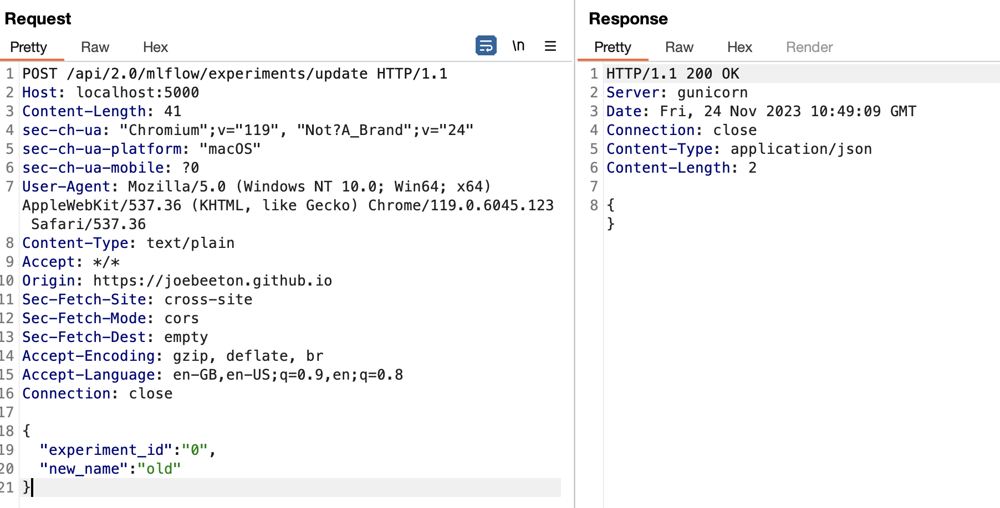 Request
Pretty Raw Hex \n
1 POST /api/2.0/mlflow/experiments/update HTTP/1.1
2 Host: localhost:5000
3 Content-Length: 41
4 sec-ch-ua: "Chromium";v="119", "Not?A_Brand";v="24"
5 sec-ch-ua-platform: "macOS"
6 sec-ch-ua-mobile: ?0
7 User-Agent: Mozilla/5.0 (Windows NT 10.0; Win64; x64)
AppleWebKit/537.36 (KHTML, like Gecko) Chrome/119.0.6045.123
Safari/537.36
8 Content-Type: text/plain
9 Accept: */*
10 Origin: https://joebeeton.github.io
11 Sec-Fetch-Site: cross-site
12 Sec-Fetch-Mode: cors
13 Sec-Fetch-Dest: empty
14 Accept-Encoding: gzip, deflate, br
15 Accept-Language: en-GB,en-US;q=0.9,en;q=0.8
16 Connection: close
17
18 {
19 "experiment_id":"0",
20 "new_name":"old"
21 }
Response
Pretty Raw Hex Render
1 HTTP/1.1 200 OK
2 Server: gunicorn
3 Date: Fri, 24 Nov 2023 10:49:09 GMT
4 Connection: close
5 Content-Type: application/json
6 Content-Length: 2
7
8 {
}